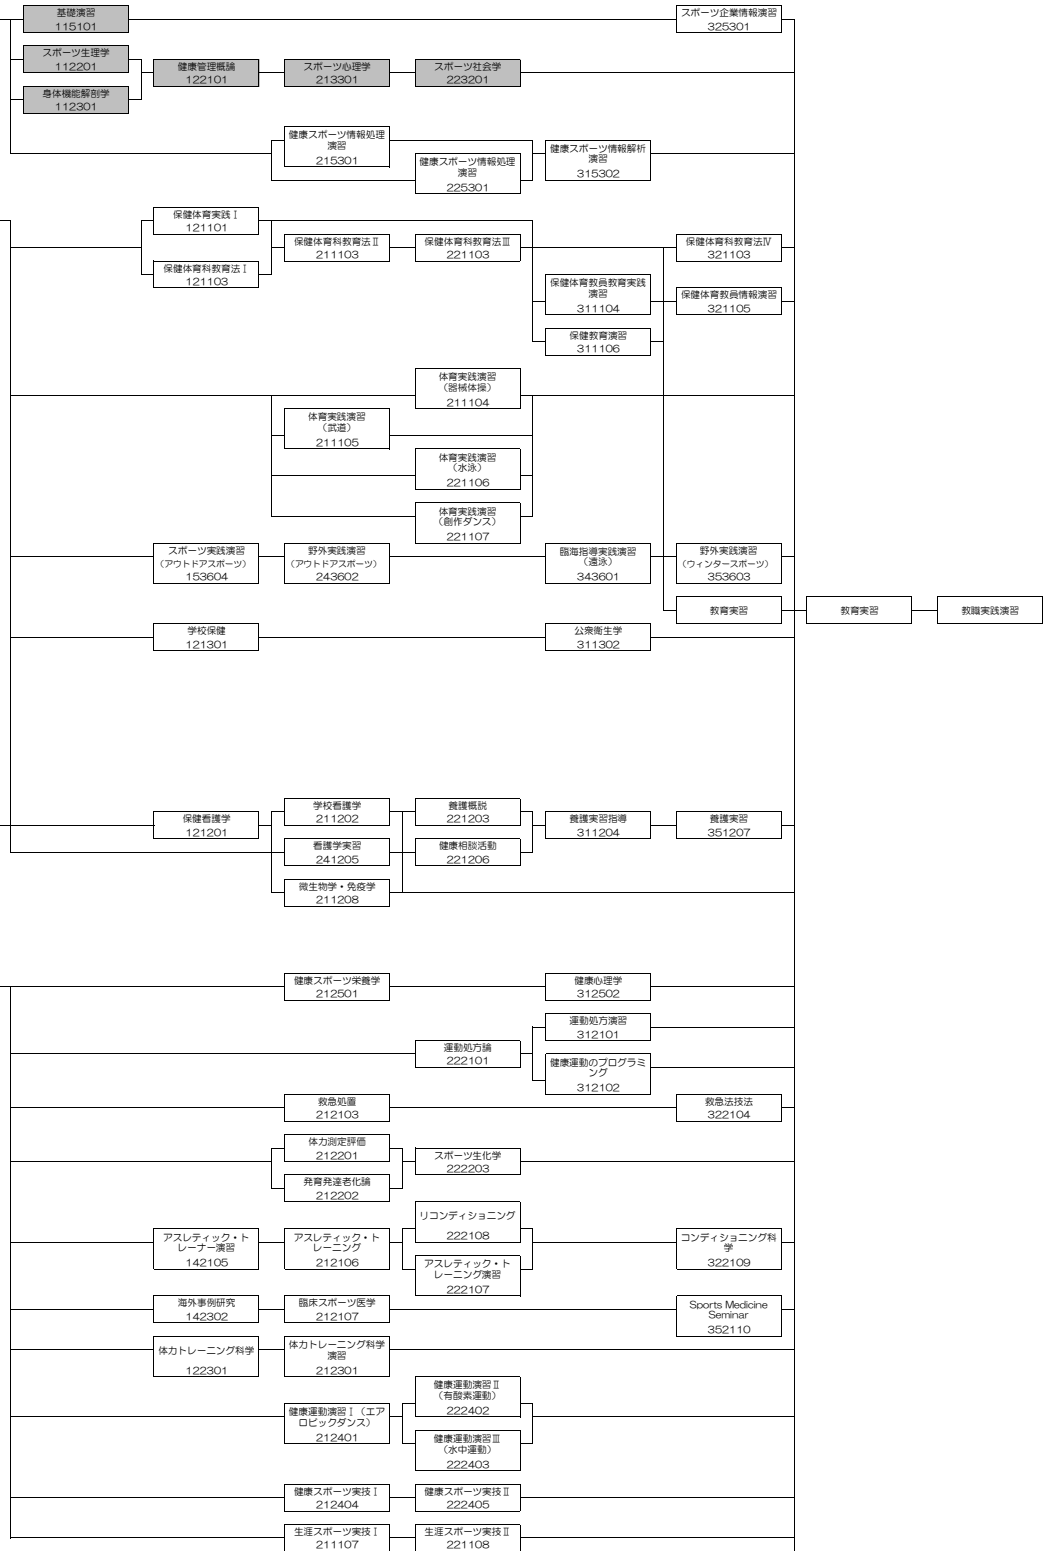 基礎演習
115101
スポーツ企業情報演習
325301
スポーツ生理学
112201
健康管理概論
122101
スポーツ心理学
213301
スポーツ社会学
223201
身体機能解剖学
112301
健康スポーツ情報処理
演習
215301
健康スポーツ情報処理
演習
225301
健康スポーツ情報解析
演習
315302
保健体育実践Ⅰ
121101
保健体育科教育法Ⅰ
121103
保健体育科教育法Ⅱ
211103
保健体育科教育法Ⅲ
221103
保健体育科教育法Ⅳ
321103
保健体育教員教育実践
演習
311104
保健体育教員情報演習
321105
保健教育演習
311106
体育実践演習
（器械体操）
211104
体育実践演習
（武道）
211105
体育実践演習
（水泳）
221106
体育実践演習
（創作ダンス）
221107
スポーツ実践演習
（アウトドアスポーツ）
153604
野外実践演習
（アウトドアスポーツ）
243602
臨海指導実践演習
（遠泳）
343601
野外実践演習
（ウィンタースポーツ）
353603
教育実習
教育実習
教職実践演習
学校保健
121301
公衆衛生学
311302
保健看護学
121201
学校看護学
211202
養護概説
221203
養護実習指導
311204
養護実習
351207
看護学実習
241205
健康相談活動
221206
微生物学・免疫学
211208
健康スポーツ栄養学
212501
健康心理学
312502
運動処方論
222101
運動処方演習
312101
健康運動のプログラミ
ング
312102
救急処置
212103
救急法技法
322104
体力測定評価
212201
発育発達老化論
212202
スポーツ生化学
222203
アスレティック・ト
レーナー演習
142105
アスレティック・ト
レーニング
212106
リコンディショニング
222108
アスレティック・ト
レーニング演習
222107
コンディショニング科
学
322109
海外事例研究
142302
臨床スポーツ医学
212107
Sports Medicine
Seminar
352110
体力トレーニング科学
122301
体力トレーニング科学
演習
212301
健康運動演習Ⅰ（エア
ロビックダンス）
212401
健康運動演習Ⅱ
（有酸素運動）
222402
健康運動演習Ⅲ
（水中運動）
222403
健康スポーツ実技Ⅰ
212404
健康スポーツ実技Ⅱ
222405
生涯スポーツ実技Ⅰ
211107
生涯スポーツ実技Ⅱ
221108